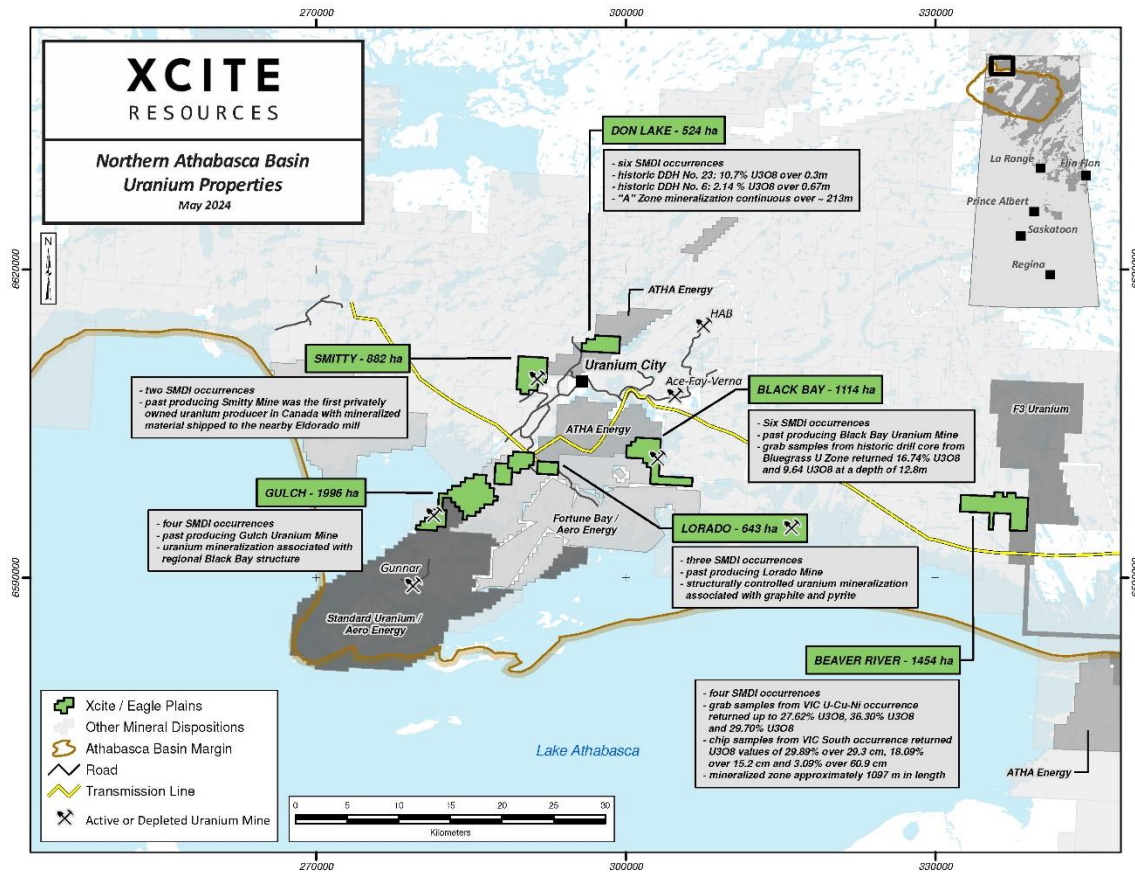 270000
300000
330000
XCITE
RESOURCES
Northern Athabasca Basin
Uranium Properties
May 2024
N
6620000
6620000
6590000
6590000
DON LAKE - 524 ha
- six SMDI occurrences
- historic DDH No. 23: 10.7% U3O8 over 0.3m
- historic DDH No. 6: 2.14 % U3O8 over 0.67m
- "A" Zone mineralization continuous over ~ 213m
La Ronge
Flin Flon
Prince Albert
Saskatoon
Regina
ATHA Energy
HAB
SMITTY - 882 ha
- two SMDI occurrences
- past producing Smitty Mine was the first privately
owned uranium producer in Canada with mineralized
material shipped to the nearby Eldorado mill
Uranium City
Ace-Fay-Verna
BLACK BAY - 1114 ha
- Six SMDI occurrences
- past producing Black Bay Uranium Mine
- grab samples from historic drill core from
Bluegrass U Zone returned 16.74% U3O8
and 9.64 U3O8 at a depth of 12.8m
F3 Uranium
ATHA Energy
GULCH - 1996 ha
- four SMDI occurrences
- past producing Gulch Uranium Mine
- uranium mineralization associated with
regional Black Bay structure
Fortune Bay /
Aero Energy
LORADO - 643 ha
- three SMDI occurrences
- past producing Lorado Mine
- structurally controlled uranium mineralization
associated with graphite and pyrite
Gunnar
Standard Uranium /
Aero Energy
BEAVER RIVER - 1454 ha
- four SMDI occurrences
- grab samples from VIC U-Cu-Ni occurrence
returned up to 27.62% U3O8, 36.30% U3O8
and 29.70% U3O8
- chip samples from VIC South occurrence returned
U3O8 values of 29.89% over 29.3 cm, 18.09%
over 15.2 cm and 3.09% over 60.9 cm
- mineralized zone approximately 1097 m in length
ATHA Energy
Lake Athabasca
Xcite / Eagle Plains
Other Mineral Dispositions
Athabasca Basin Margin
Road
Transmission Line
Active or Depleted Uranium Mine
0 5 10 15 20 25 30
Kilometers
270000
300000
330000